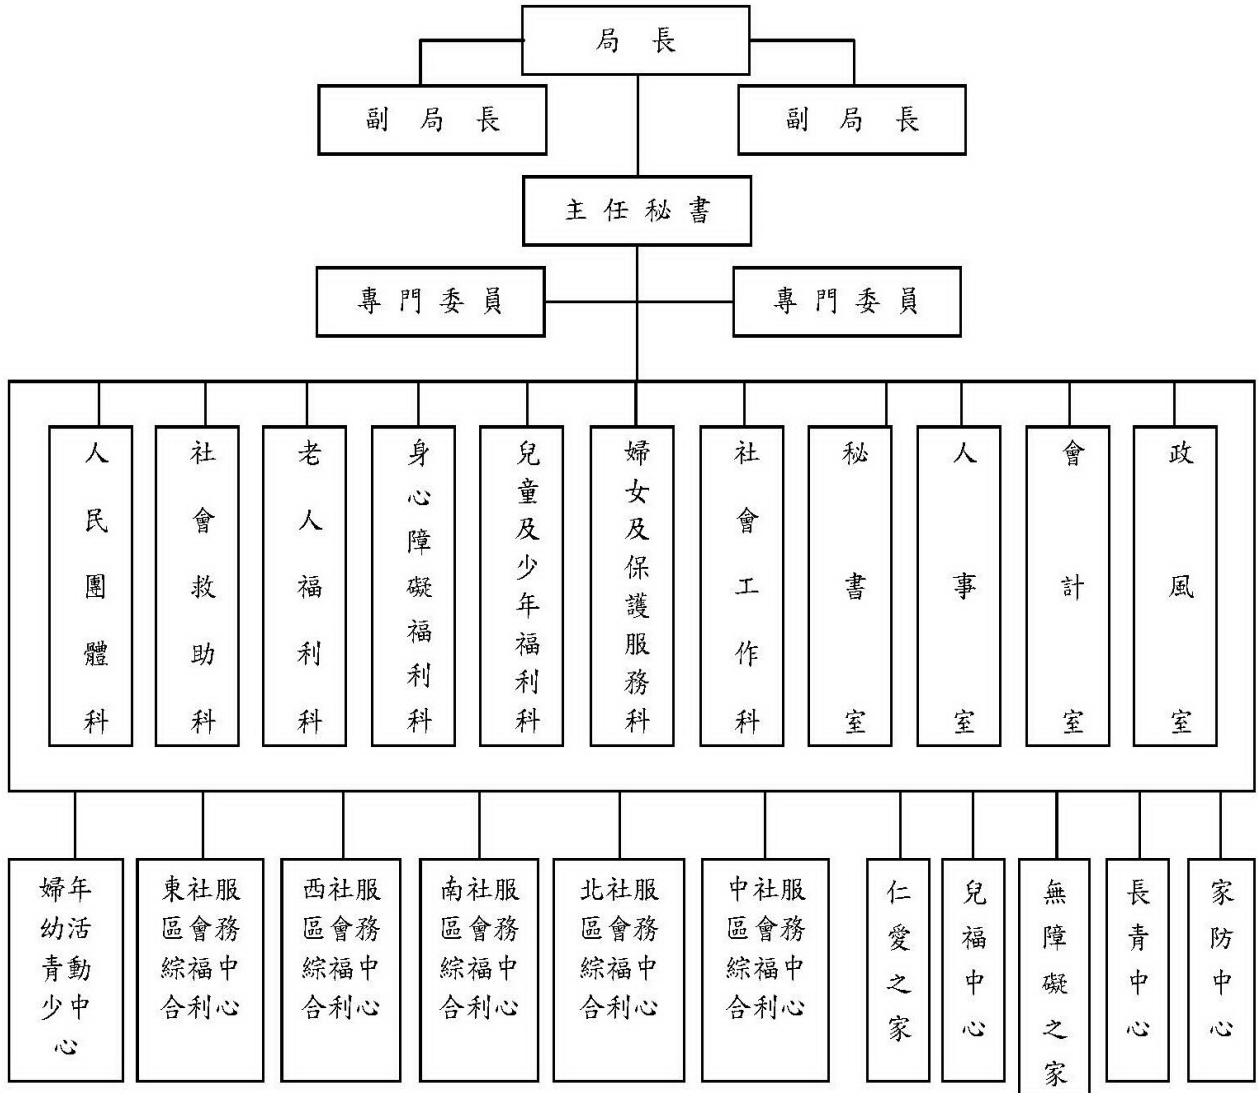 局長
副局長
副局長
主任秘書
專門委員
專門委員
人民團體科
社會救助科
老人福利科
身心障礙福利科
兒童及少年福利科
婦女及保護服務科
社會工作科
秘書室
人事室
會計室
政風室
婦幼青少年活動中心
東區綜合社會福利服務中心
西區綜合社會福利服務中心
南區綜合社會福利服務中心
北區綜合社會福利服務中心
中區綜合社會福利服務中心
仁愛之家
兒福中心
無障礙之家
長青中心
家防中心